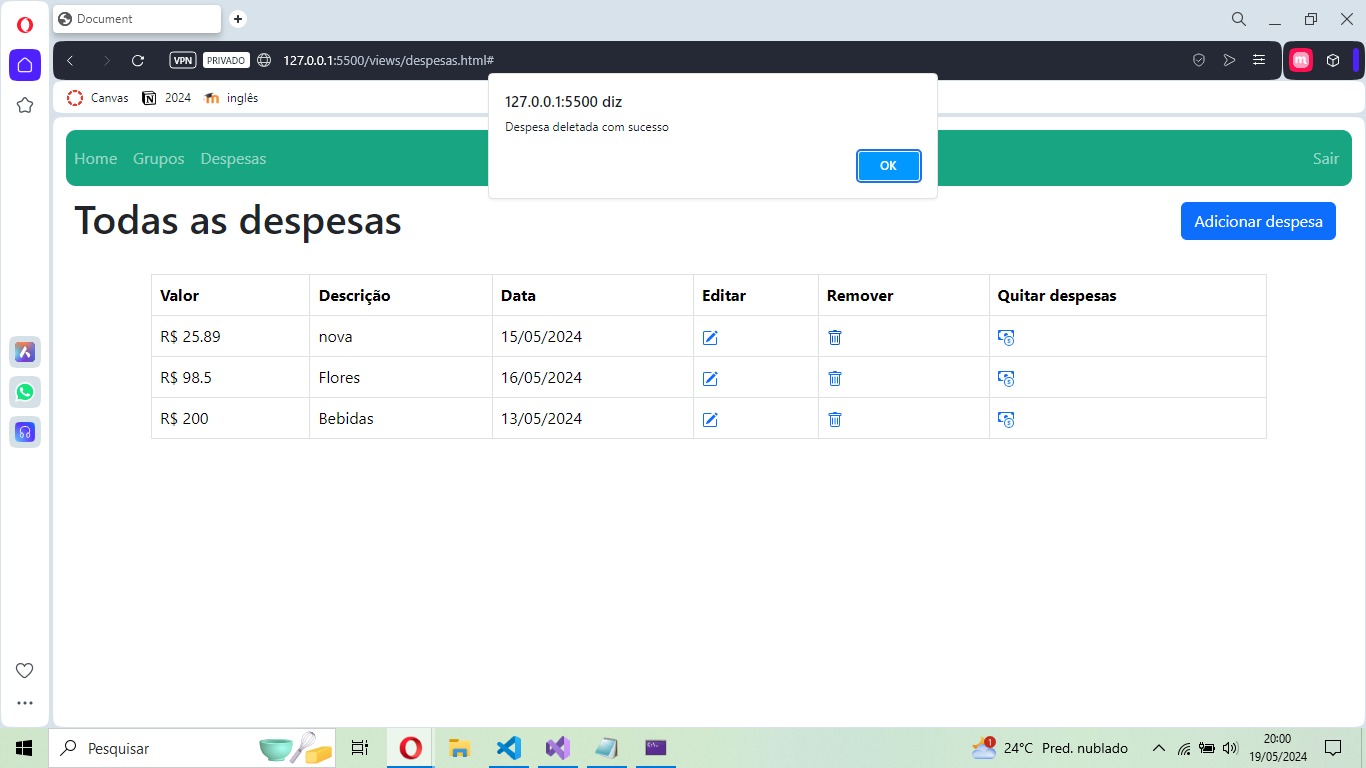 Document
VPN
PRIVADO
127.0.0.1:5500/views/despesas.html#
Canvas
2024
inglês
127.0.0.1:5500 diz
Despesa deletada com sucesso
OK
Home
Grupos
Despesas
Sair
Todas as despesas
Adicionar despesa
Valor Descrição Data Editar Remover Quitar despesas
R$ 25.89 nova 15/05/2024
R$ 98.5 Flores 16/05/2024
R$ 200 Bebidas 13/05/2024
Pesquisar
1
24°C Pred. nublado
20:00
19/05/2024